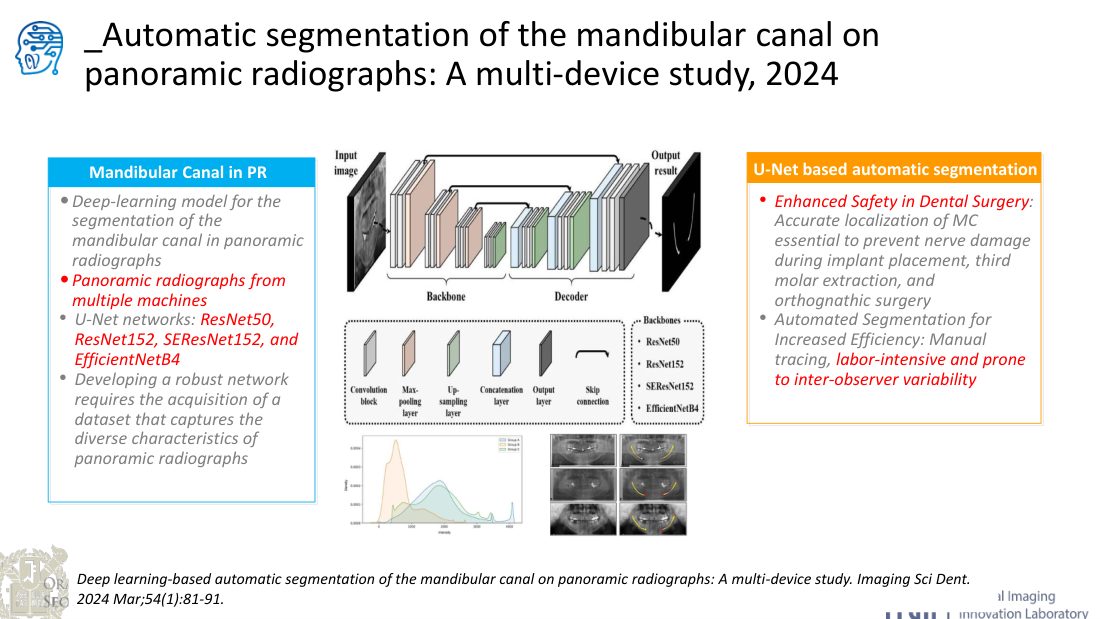 _Automatic segmentation of the mandibular canal on
panoramic radiographs: A multi-device study, 2024
Mandibular Canal in PR
• Deep-learning model for the
segmentation of the
mandibular canal in panoramic
radiographs
• Panoramic radiographs from
multiple machines
• U-Net networks: ResNet50,
ResNet152, SEResNet152, and
EfficientNetB4
• Developing a robust network
requires the acquisition of a
dataset that captures the
diverse characteristics of
panoramic radiographs
Input
image
Output
result
Backbone
Decoder
Convolution
block
Max-
pooling
layer
Up-
sampling
layer
Concatenation
layer
Output
layer
Skip
connection
Backbones
• ResNet50
• ResNet152
• SEResNet152
• EfficientNetB4
U-Net based automatic segmentation
• Enhanced Safety in Dental Surgery:
Accurate localization of MC
essential to prevent nerve damage
during implant placement, third
molar extraction, and
orthognathic surgery
• Automated Segmentation for
Increased Efficiency: Manual
tracing, labor-intensive and prone
to inter-observer variability
Deep learning-based automatic segmentation of the mandibular canal on panoramic radiographs: A multi-device study. Imaging Sci Dent.
2024 Mar;54(1):81-91.
al Imaging
Innovation Laboratory